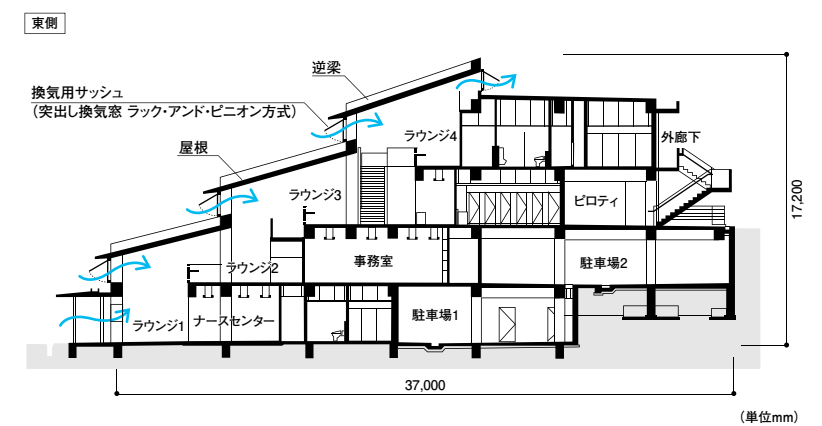 東側
逆梁
換気用サッシュ
（突出し換気窓 ラック・アンド・ピニオン方式）
ラウンジ4
外廊下
屋根
ラウンジ3
ピロティ
17,200
ラウンジ2
事務室
駐車場2
ラウンジ1
ナースセンター
駐車場1
37,000
（単位mm）